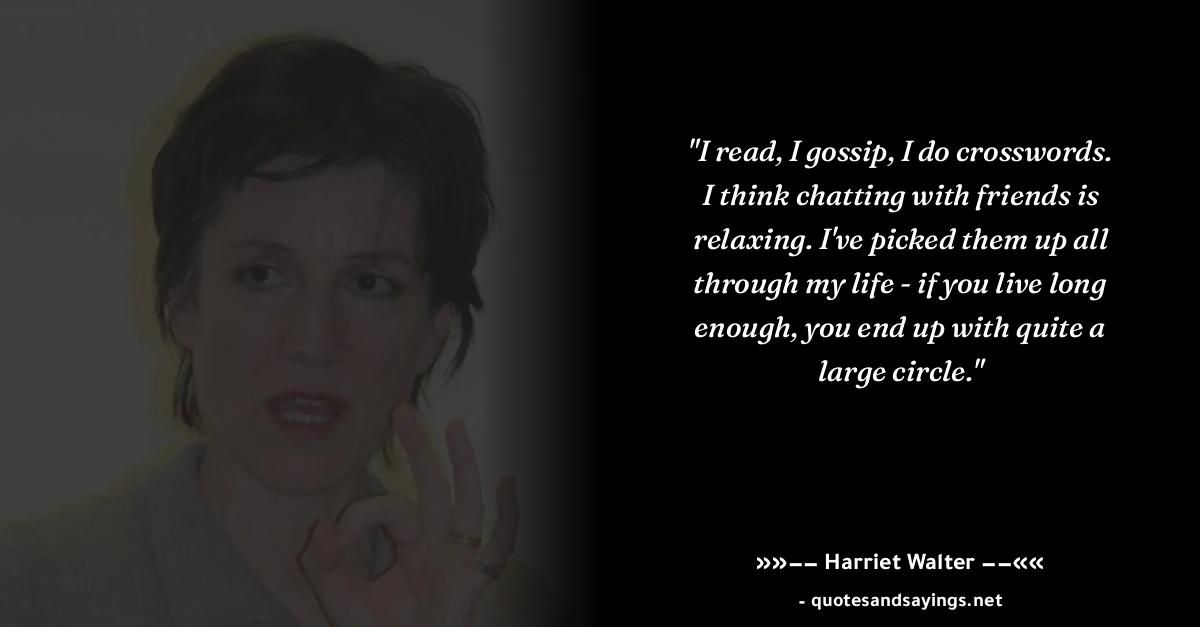 "I read, I gossip, I do crosswords.
I think chatting with friends is
relaxing. I've picked them up all
through my life - if you live long
enough, you end up with quite a
large circle."
»»−− Harriet Walter −−««
- quotesandsayings.net